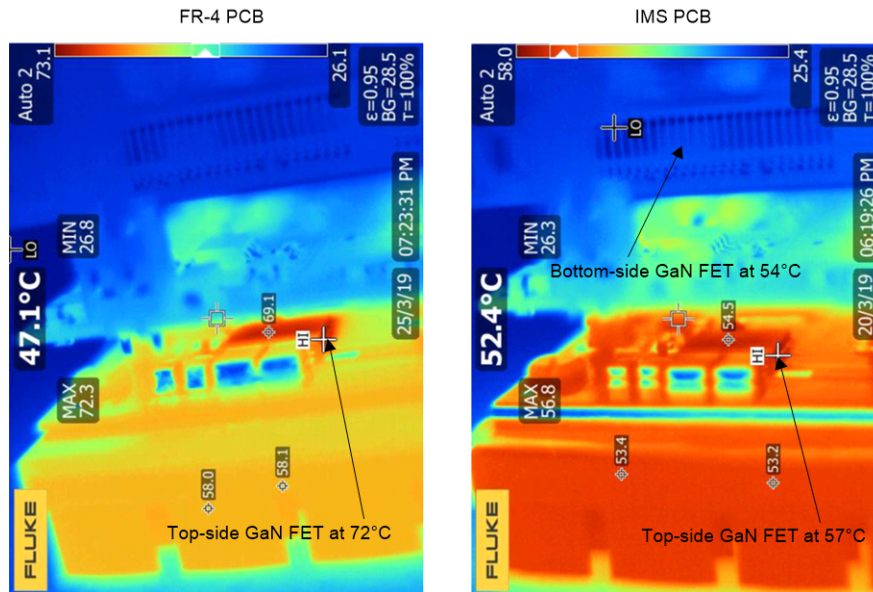 FR-4 PCB
Auto 2
73.1
26.1
ε=0.95
BG=28.5
τ=100%
07:23:31 PM
25/3/19
MIN
26.8
LO
47.1°C
69.1
HI
MAX
72.3
58.0
58.1
Top-side GaN FET at 72°C
FLUKE
IMS PCB
Auto 2
58.0
25.4
ε=0.95
BG=28.5
τ=100%
LO
06:19:26 PM
20/3/19
MIN
26.3
Bottom-side GaN FET at 54°C
52.4°C
54.5
HI
MAX
56.8
53.4
53.2
Top-side GaN FET at 57°C
FLUKE